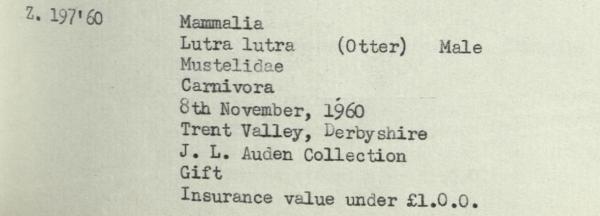 Z. 197'60
Mammalia
Lutra lutra (Otter) Male
Mustelidae
Carnivora
8th November, 1960
Trent Valley, Derbyshire
J. L. Auden Collection
Gift
Insurance value under £1.0.0.